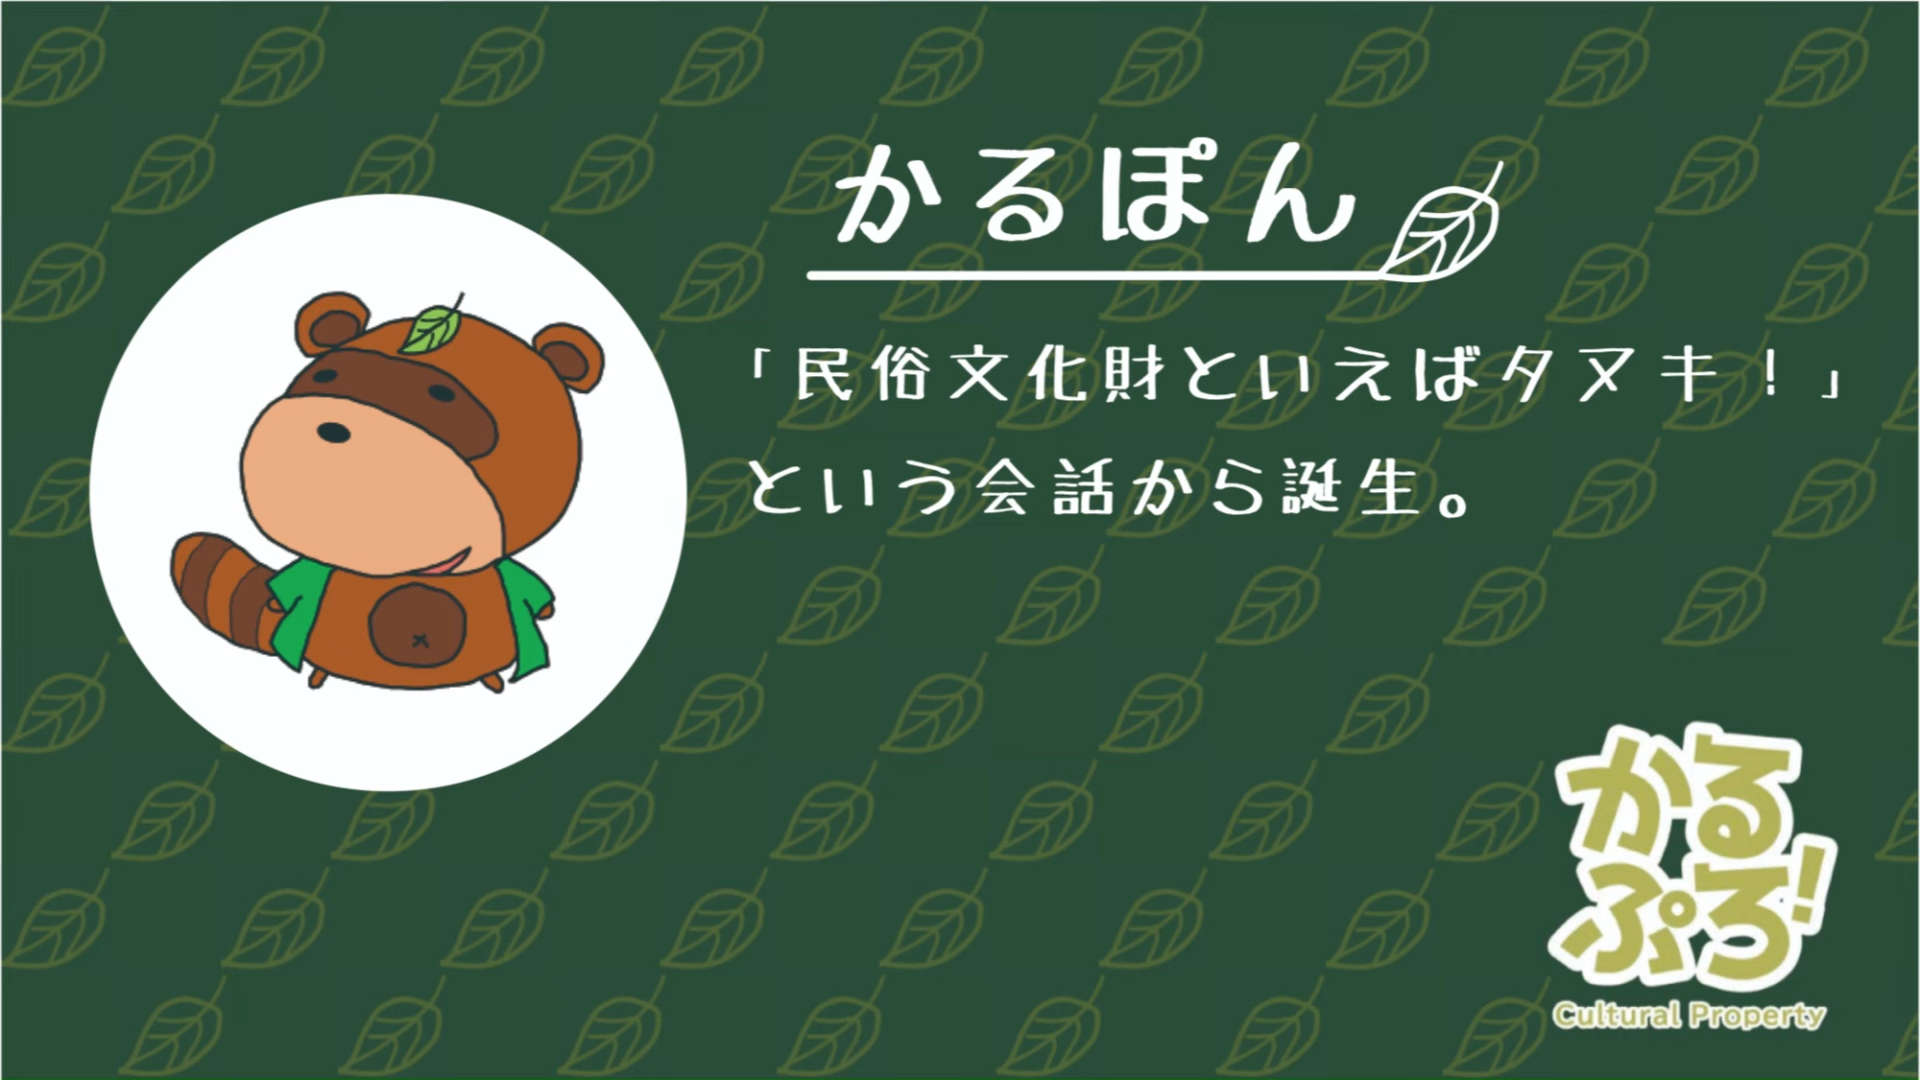 かるぽん
「民俗文化財といえばタヌキ！」
という会話から誕生。
かる
ぷろ！
Cultural Property